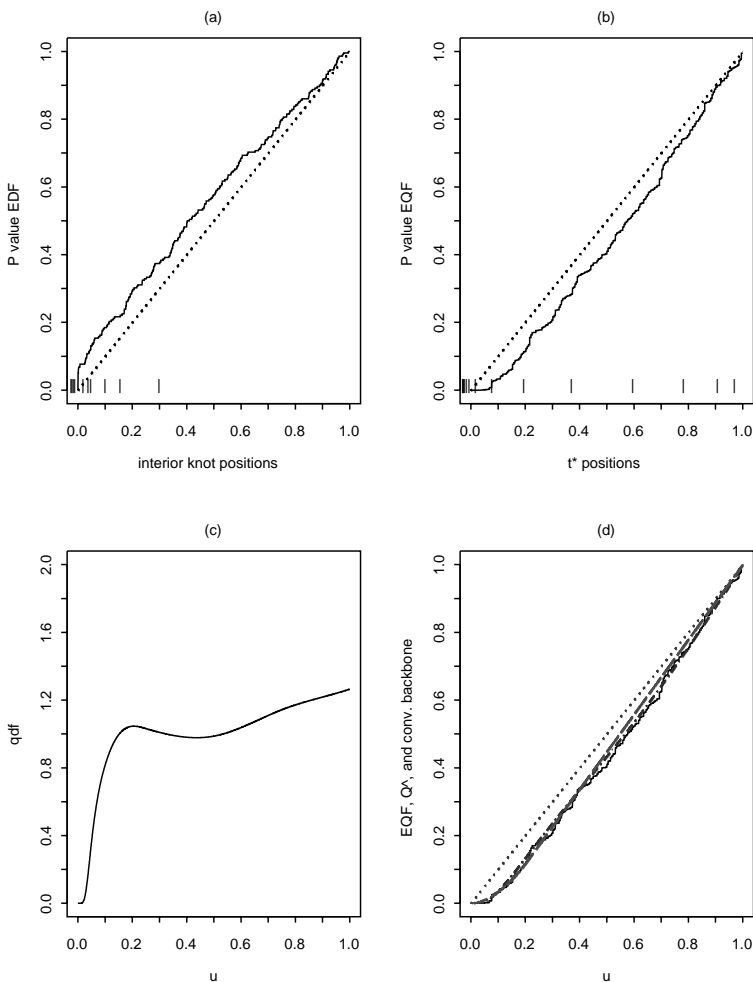 (a)
P value EDF
1.0
0.8
0.6
0.4
0.2
0.0
0.0 0.2 0.4 0.6 0.8 1.0
interior knot positions
(b)
P value EQF
1.0
0.8
0.6
0.4
0.2
0.0
0.0 0.2 0.4 0.6 0.8 1.0
t* positions
(c)
qdf
2.0
1.6
1.2
0.8
0.4
0.0
0.0 0.2 0.4 0.6 0.8 1.0
u
(d)
EQF, Q^, and conv. backbone
1.0
0.8
0.6
0.4
0.2
0.0
0.0 0.2 0.4 0.6 0.8 1.0
u